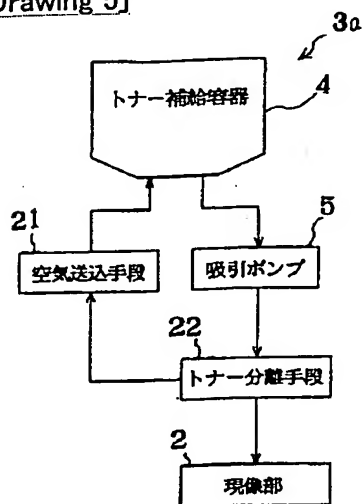 Drawing 5]
3a
トナー補給容器
4
21
空気送込手段
5
吸引ポンプ
22
トナー分離手段
2
現像部